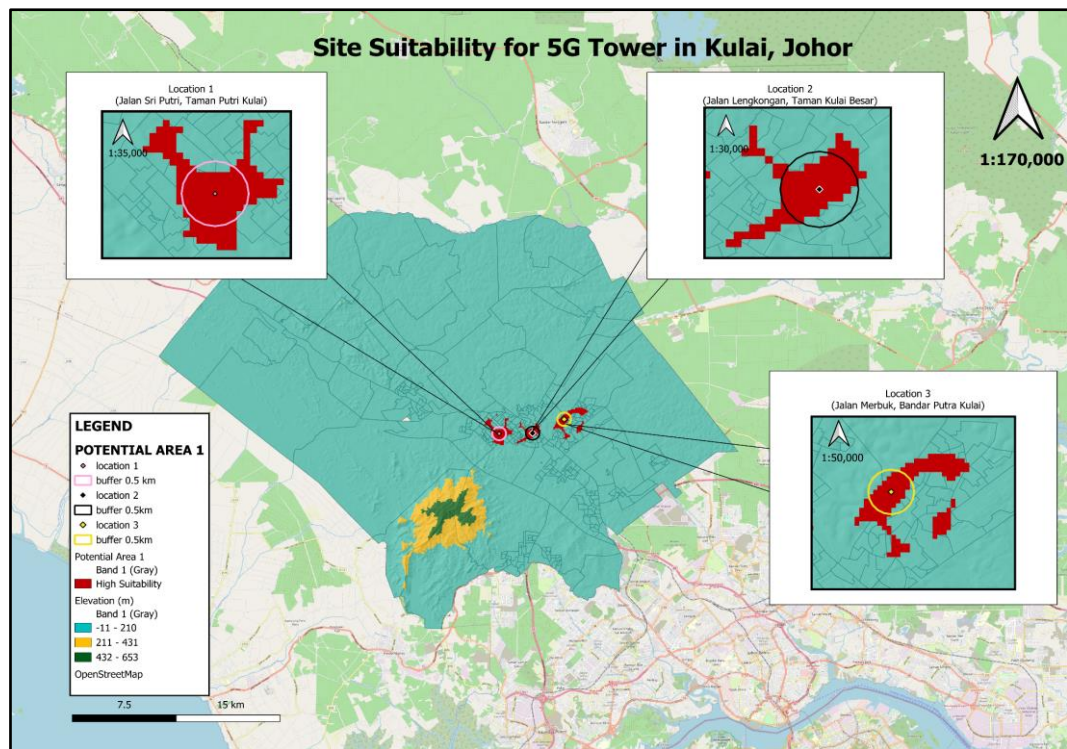 Site Suitability for 5G Tower in Kulai, Johor
Location 1
(Jalan Sri Putri, Taman Putri Kulai)
1:35,000
Location 2
(Jalan Lengkongan, Taman Kulai Besar)
1:30,000
1:170,000
Location 3
(Jalan Merbuk, Bandar Putra Kulai)
1:50,000
LEGEND
POTENTIAL AREA 1
location 1
buffer 0.5 km
location 2
buffer 0.5km
location 3
buffer 0.5km
Potential Area 1
Band 1 (Gray)
High Suitability
Elevation (m)
Band 1 (Gray)
-11 - 210
211 - 431
432 - 653
OpenStreetMap
7.5 15 km